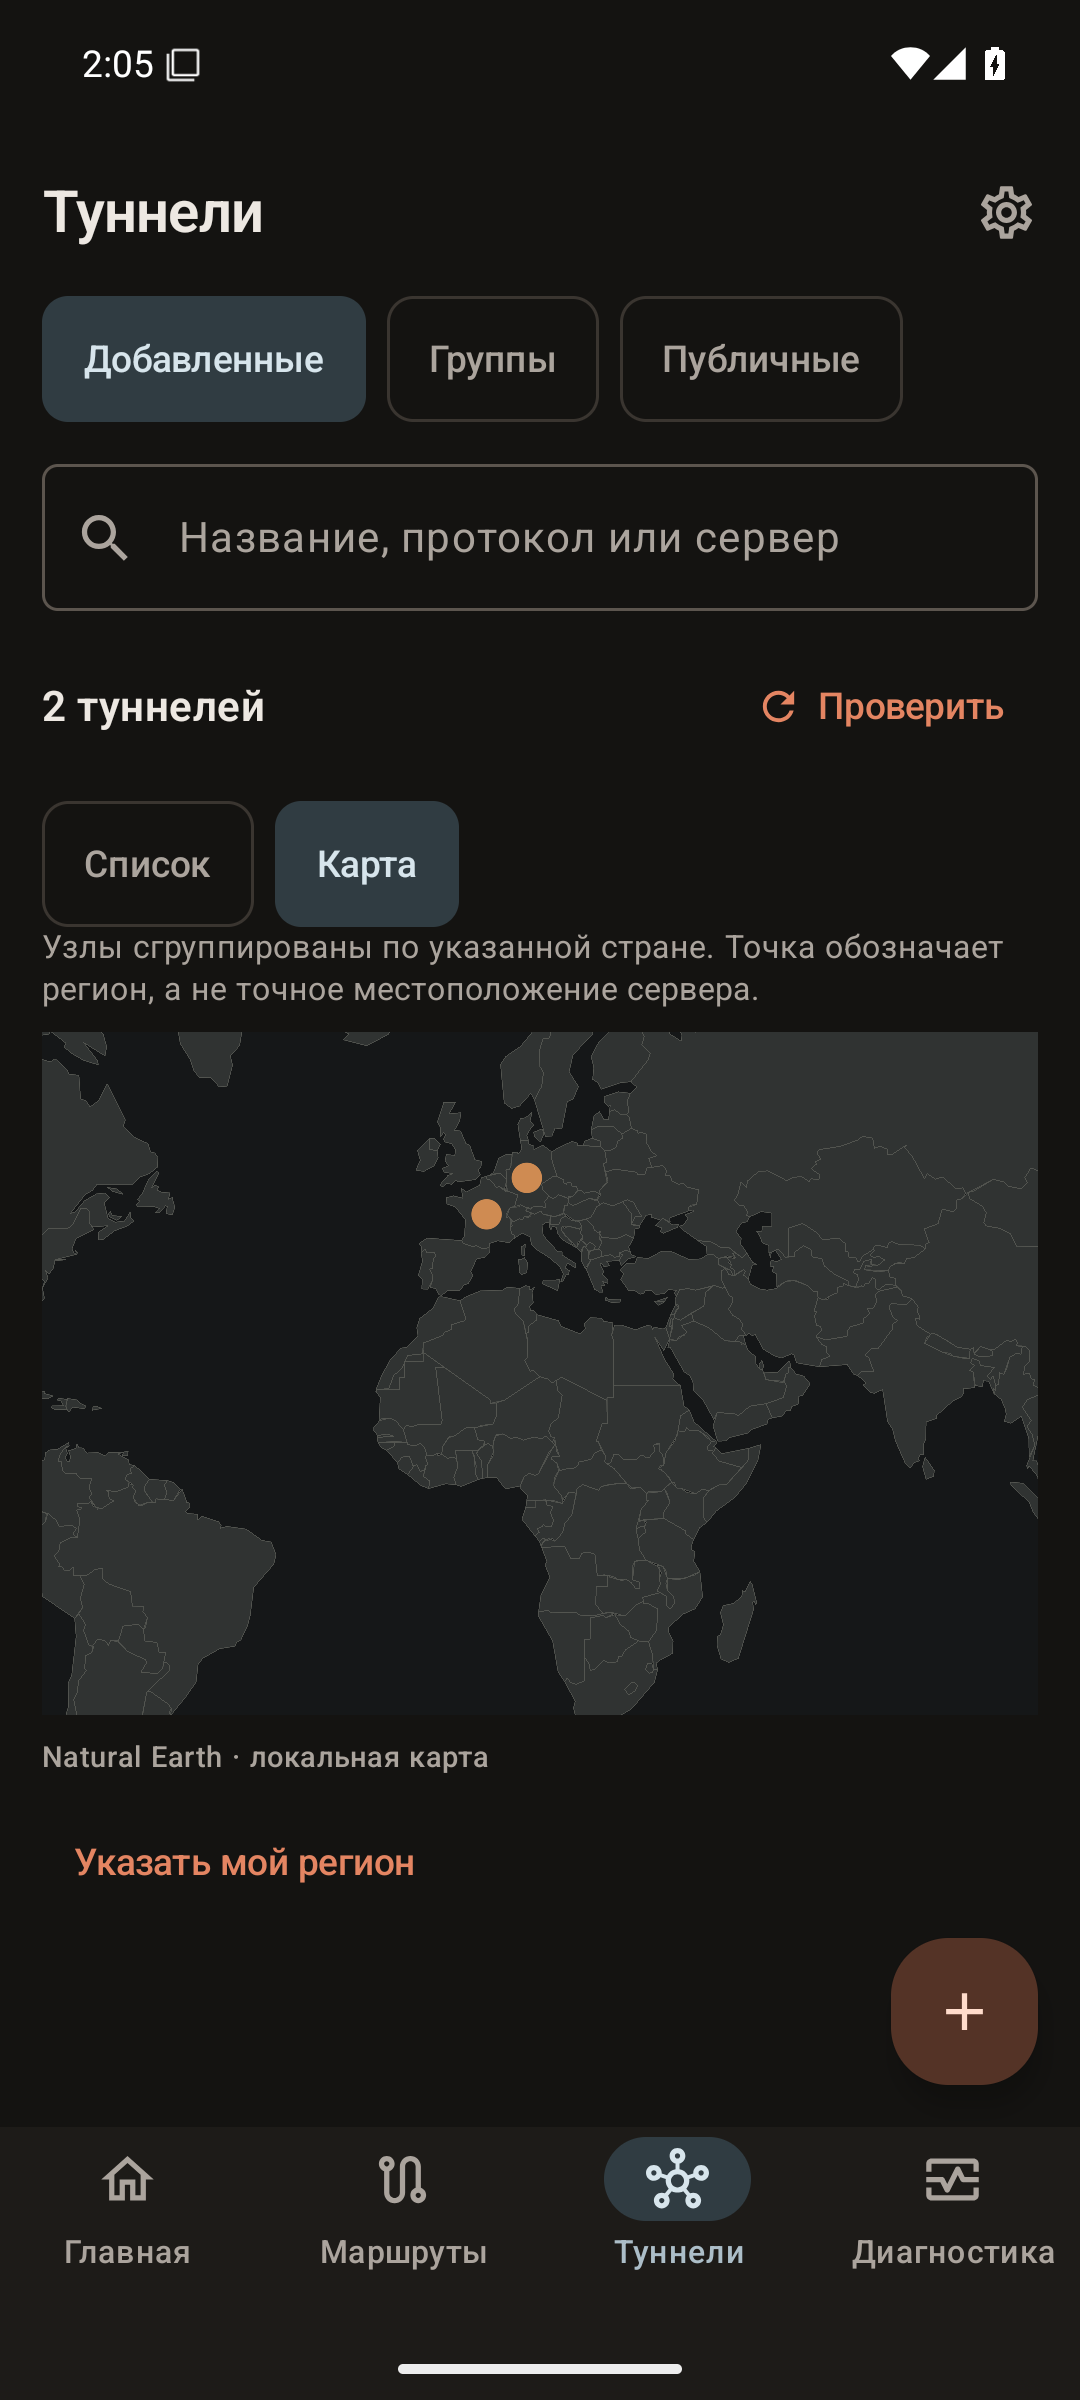 2:05
Туннели
Добавленные
Группы
Публичные
Название, протокол или сервер
2 туннелей
Проверить
Список
Карта
Узлы сгруппированы по указанной стране. Точка обозначает
регион, а не точное местоположение сервера.
Natural Earth · локальная карта
Указать мой регион
Главная
Маршруты
Туннели
Диагностика